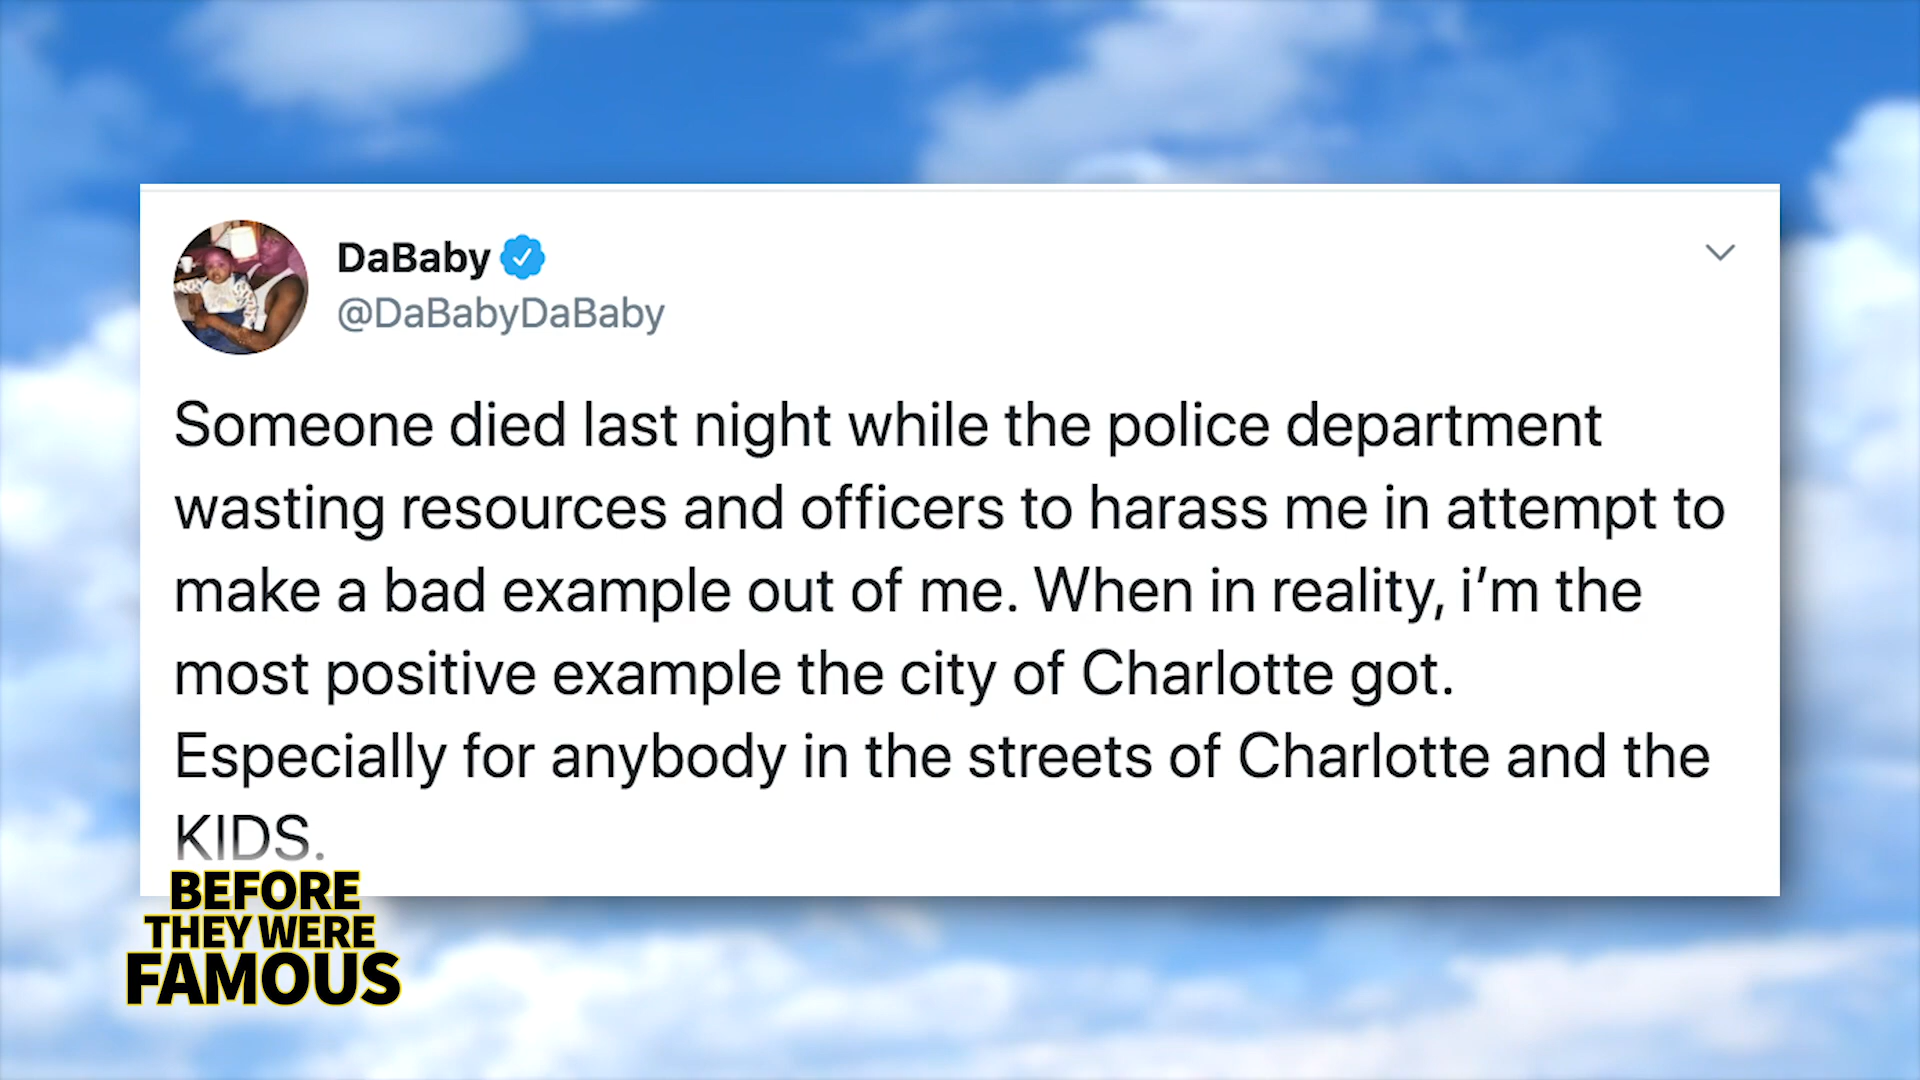 DaBaby
@DaBabyDaBaby
Someone died last night while the police department
wasting resources and officers to harass me in attempt to
make a bad example out of me. When in reality, i’m the
most positive example the city of Charlotte got.
Especially for anybody in the streets of Charlotte and the
KIDS.
BEFORE
THEY WERE
FAMOUS